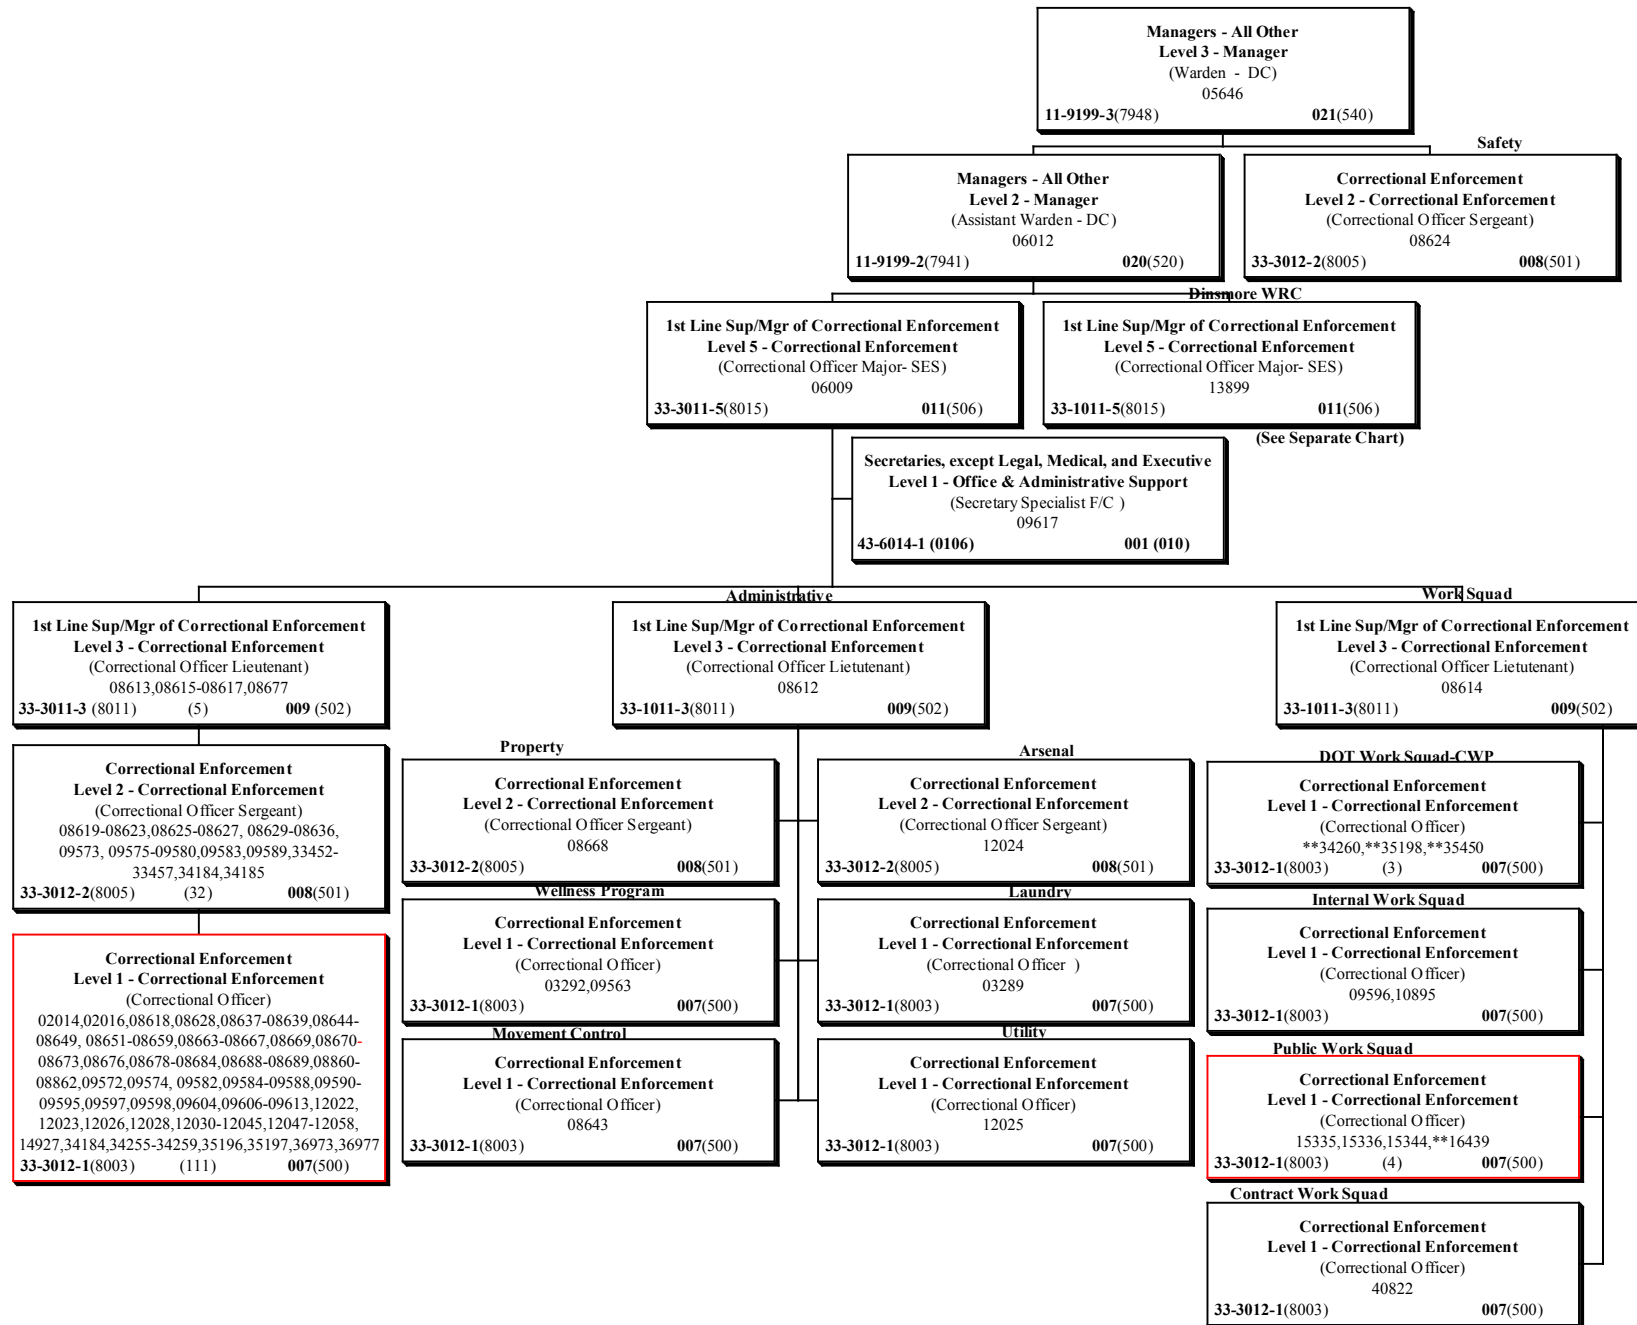 Managers - All Other
Level 3 - Manager
(Warden - DC)
05646
11-9199-3(7948) 021(540)
Safety
Managers - All Other
Level 2 - Manager
(Assistant Warden - DC)
06012
11-9199-2(7941) 020(520)
Correctional Enforcement
Level 2 - Correctional Enforcement
(Correctional Officer Sergeant)
08624
33-3012-2(8005) 008(501)
Dinsmore WRC
1st Line Sup/Mgr of Correctional Enforcement
Level 5 - Correctional Enforcement
(Correctional Officer Major- SES)
06009
33-3011-5(8015) 011(506)
1st Line Sup/Mgr of Correctional Enforcement
Level 5 - Correctional Enforcement
(Correctional Officer Major- SES)
13899
33-1011-5(8015) 011(506)
(See Separate Chart)
Secretaries, except Legal, Medical, and Executive
Level 1 - Office & Administrative Support
(Secretary Specialist F/C )
09617
43-6014-1 (0106) 001 (010)
1st Line Sup/Mgr of Correctional Enforcement
Level 3 - Correctional Enforcement
(Correctional Officer Lieutenant)
08613,08615-08617,08677
33-3011-3 (8011) (5) 009 (502)
Correctional Enforcement
Level 2 - Correctional Enforcement
(Correctional Officer Sergeant)
08619-08623,08625-08627, 08629-08636,
09573, 09575-09580,09583,09589,33452-
33457,34184,34185
33-3012-2(8005) (32) 008(501)
Correctional Enforcement
Level 1 - Correctional Enforcement
(Correctional Officer)
02014,02016,08618,08628,08637-08639,08644-
08649, 08651-08659,08663-08667,08669,08670-
08673,08676,08678-08684,08688-08689,08860-
08862,09572,09574, 09582,09584-09588,09590-
09595,09597,09598,09604,09606-09613,12022,
12023,12026,12028,12030-12045,12047-12058,
14927,34184,34255-34259,35196,35197,36973,36977
33-3012-1(8003) (111) 007(500)
Administrative
1st Line Sup/Mgr of Correctional Enforcement
Level 3 - Correctional Enforcement
(Correctional Officer Lietutenant)
08612
33-1011-3(8011) 009(502)
Property
Correctional Enforcement
Level 2 - Correctional Enforcement
(Correctional Officer Sergeant)
08668
33-3012-2(8005) 008(501)
Arsenal
Correctional Enforcement
Level 2 - Correctional Enforcement
(Correctional Officer Sergeant)
12024
33-3012-2(8005) 008(501)
Wellness Program
Correctional Enforcement
Level 1 - Correctional Enforcement
(Correctional Officer)
03292,09563
33-3012-1(8003) 007(500)
Laundry
Correctional Enforcement
Level 1 - Correctional Enforcement
(Correctional Officer )
03289
33-3012-1(8003) 007(500)
Movement Control
Correctional Enforcement
Level 1 - Correctional Enforcement
(Correctional Officer)
08643
33-3012-1(8003) 007(500)
Utility
Correctional Enforcement
Level 1 - Correctional Enforcement
(Correctional Officer)
12025
33-3012-1(8003) 007(500)
Work Squad
1st Line Sup/Mgr of Correctional Enforcement
Level 3 - Correctional Enforcement
(Correctional Officer Lietutenant)
08614
33-1011-3(8011) 009(502)
DOT Work Squad-CWP
Correctional Enforcement
Level 1 - Correctional Enforcement
(Correctional Officer)
**34260,**35198,**35450
33-3012-1(8003) (3) 007(500)
Internal Work Squad
Correctional Enforcement
Level 1 - Correctional Enforcement
(Correctional Officer)
09596,10895
33-3012-1(8003) 007(500)
Public Work Squad
Correctional Enforcement
Level 1 - Correctional Enforcement
(Correctional Officer)
15335,15336,15344,**16439
33-3012-1(8003) (4) 007(500)
Contract Work Squad
Correctional Enforcement
Level 1 - Correctional Enforcement
(Correctional Officer)
40822
33-3012-1(8003) 007(500)